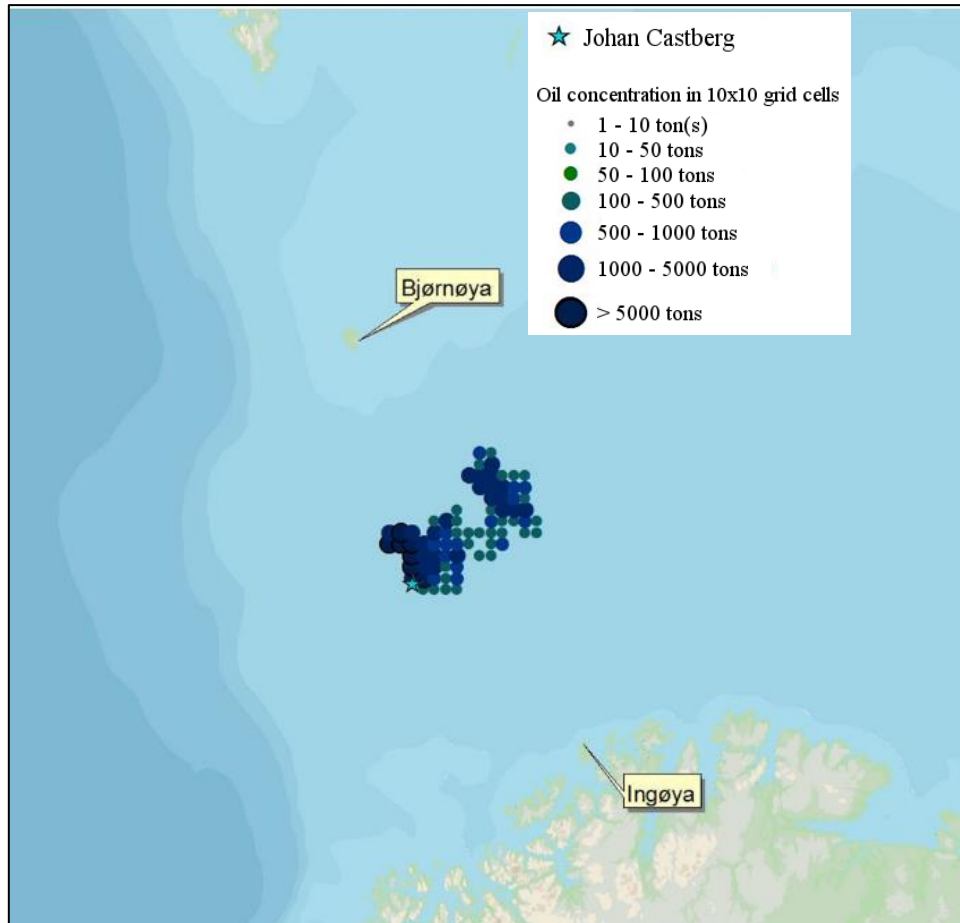 Johan Castberg
Oil concentration in 10x10 grid cells
1 - 10 ton(s)
10 - 50 tons
50 - 100 tons
100 - 500 tons
500 - 1000 tons
1000 - 5000 tons
> 5000 tons
Bjørnøya
Ingøya